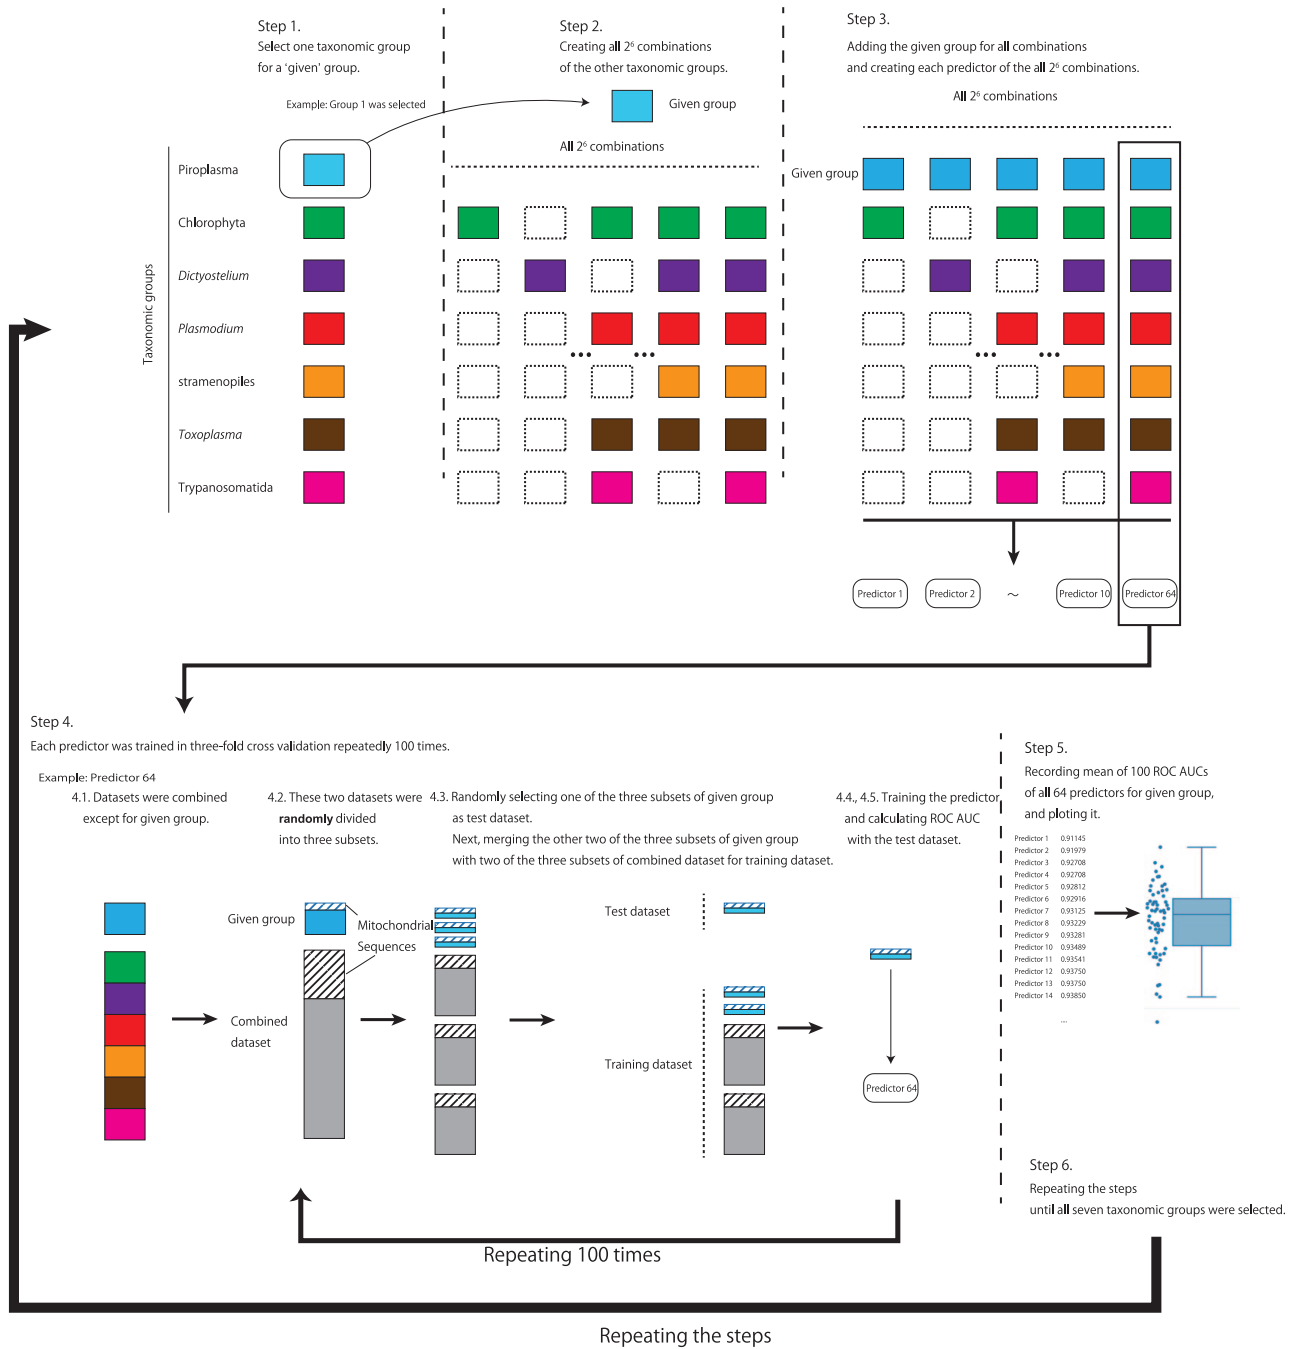 Step 1.
Select one taxonomic group
for a ‘given’ group.
Example: Group 1 was selected
Step 2.
Creating all 2⁶ combinations
of the other taxonomic groups.
Given group
All 2⁶ combinations
Step 3.
Adding the given group for all combinations
and creating each predictor of the all 2⁶ combinations.
All 2⁶ combinations
Given group
Taxonomic groups
Piroplasma
Chlorophyta
Dictyostelium
Plasmodium
stramenopiles
Toxoplasma
Trypanosomatida
... ...
... ...
Predictor 1
Predictor 2
～
Predictor 10
Predictor 64
Step 4.
Each predictor was trained in three-fold cross validation repeatedly 100 times.
Example: Predictor 64
4.1. Datasets were combined
except for given group.
4.2. These two datasets were
randomly divided
into three subsets.
4.3. Randomly selecting one of the three subsets of given group
as test dataset.
Next, merging the other two of the three subsets of given group
with two of the three subsets of combined dataset for training dataset.
4.4., 4.5. Training the predictor
and calculating ROC AUC
with the test dataset.
Given group
Mitochondrial
Sequences
Combined
dataset
Test dataset
Training dataset
Predictor 64
Repeating 100 times
Step 5.
Recording mean of 100 ROC AUCs
of all 64 predictors for given group,
and ploting it.
Predictor 1 0.91145
Predictor 2 0.91979
Predictor 3 0.92708
Predictor 4 0.92708
Predictor 5 0.92812
Predictor 6 0.92916
Predictor 7 0.93125
Predictor 8 0.93229
Predictor 9 0.93281
Predictor 10 0.93489
Predictor 11 0.93541
Predictor 12 0.93750
Predictor 13 0.93750
Predictor 14 0.93850
...
Step 6.
Repeating the steps
until all seven taxonomic groups were selected.
Repeating the steps